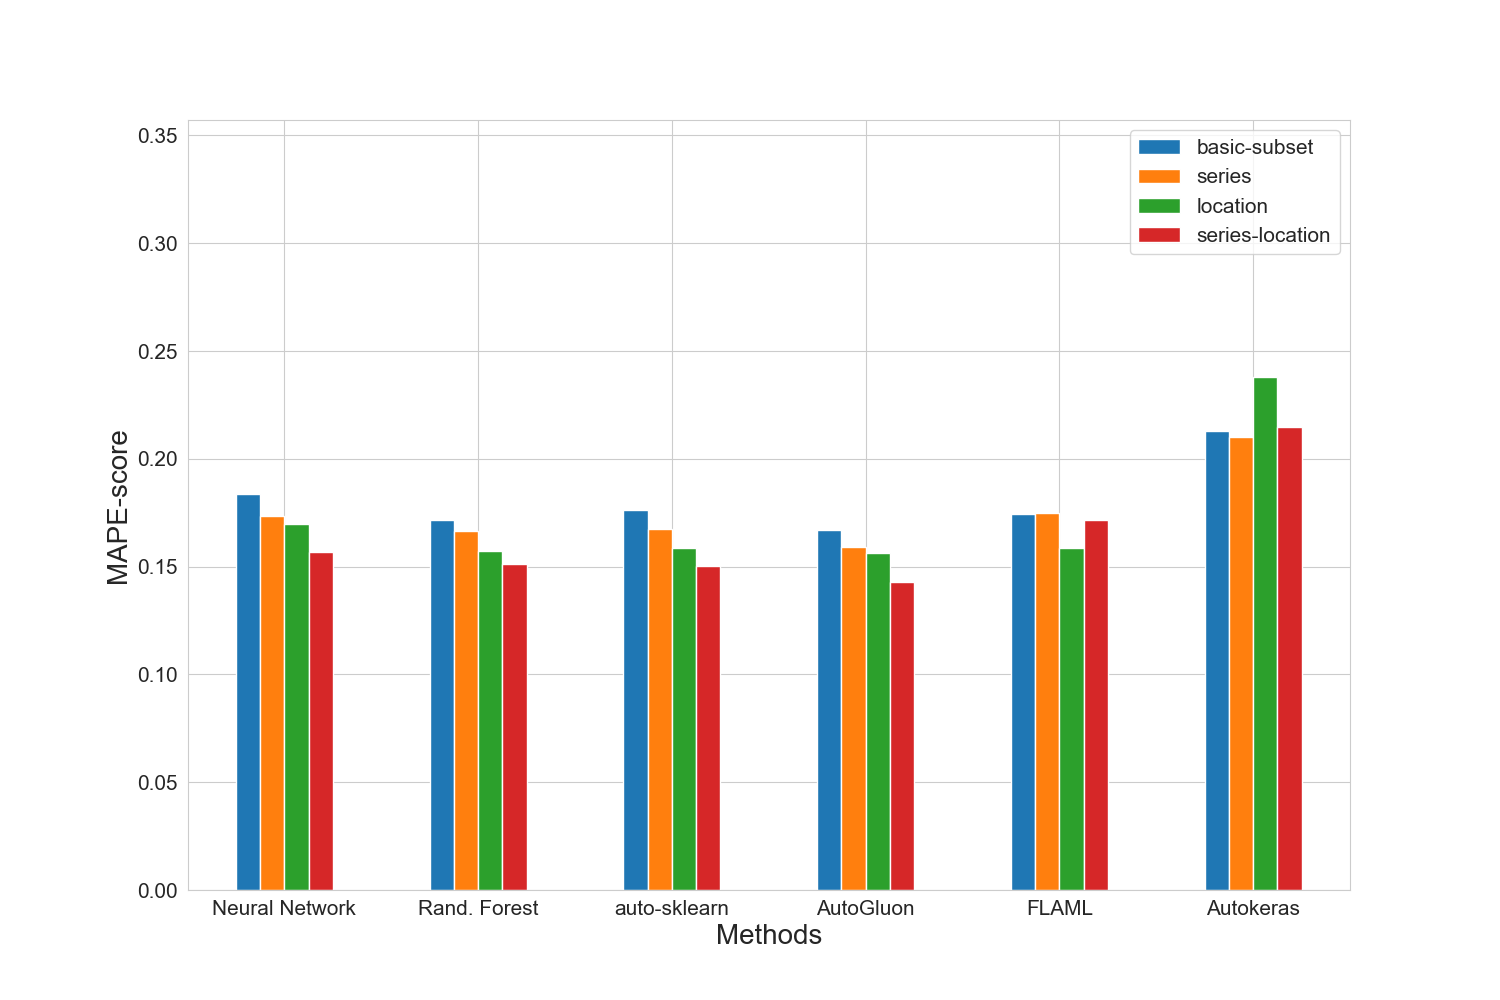 0.35
0.30
0.25
0.20
0.15
0.10
0.05
0.00
MAPE-score
basic-subset
series
location
series-location
Neural Network Rand. Forest auto-sklearn AutoGluon FLAML Autokeras
Methods